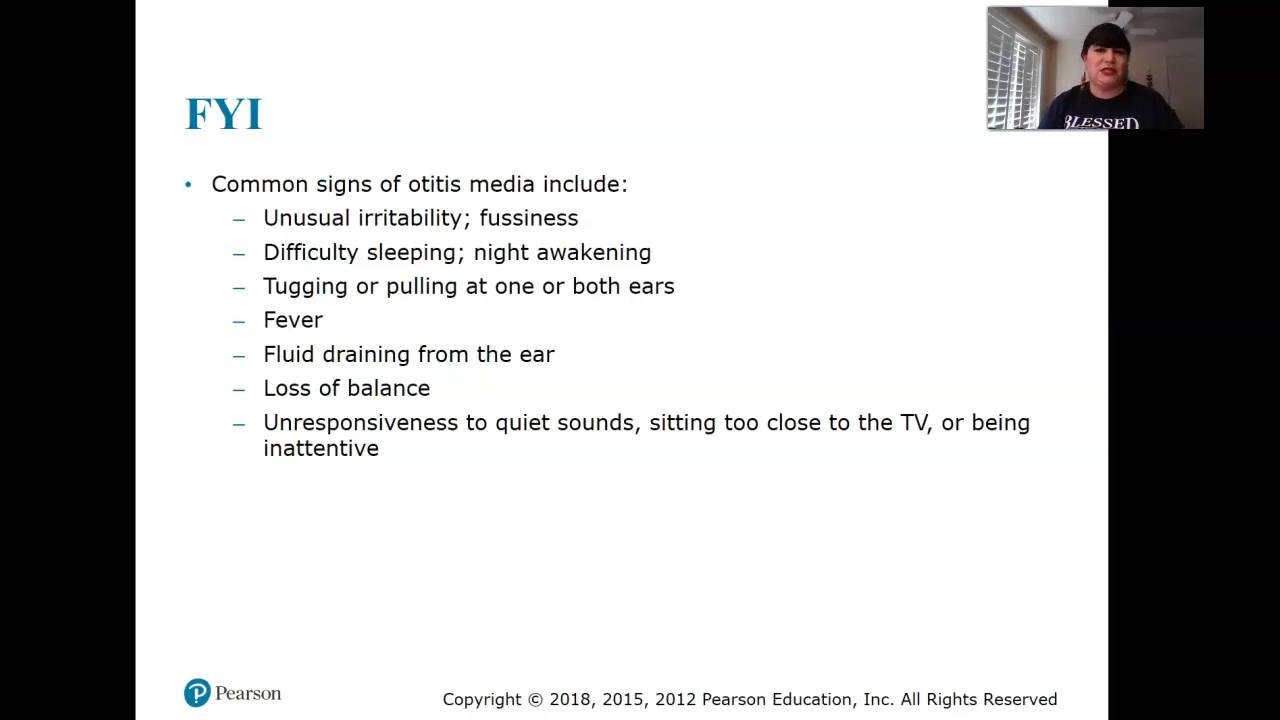 BLESSED
FYI
• Common signs of otitis media include:
– Unusual irritability; fussiness
– Difficulty sleeping; night awakening
– Tugging or pulling at one or both ears
– Fever
– Fluid draining from the ear
– Loss of balance
– Unresponsiveness to quiet sounds, sitting too close to the TV, or being
inattentive
P Pearson
Copyright © 2018, 2015, 2012 Pearson Education, Inc. All Rights Reserved